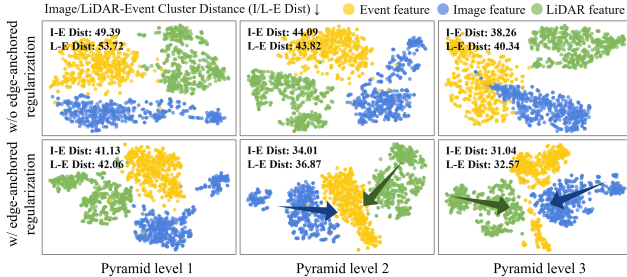 Image/LiDAR-Event Cluster Distance (I/L-E Dist) ↓
Event feature
Image feature
LiDAR feature
w/o edge-anchored
regularization
I-E Dist: 49.39
L-E Dist: 53.72
I-E Dist: 44.09
L-E Dist: 43.82
I-E Dist: 38.26
L-E Dist: 40.34
w/ edge-anchored
regularization
I-E Dist: 41.13
L-E Dist: 42.06
I-E Dist: 34.01
L-E Dist: 36.87
I-E Dist: 31.04
L-E Dist: 32.57
Pyramid level 1
Pyramid level 2
Pyramid level 3